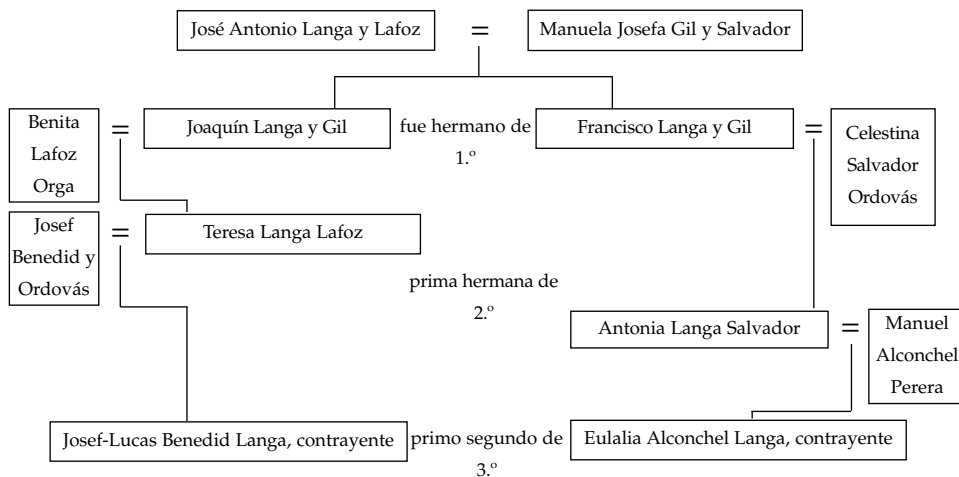 José Antonio Langa y Lafoz = Manuela Josefa Gil y Salvador
Benita
Lafoz
Orga
= Joaquín Langa y Gil
fue hermano de
1.º
Francisco Langa y Gil =
Celestina
Salvador
Ordovás
Josef
Benedid y
Ordovás
= Teresa Langa Lafoz
prima hermana de
2.º
Antonia Langa Salvador =
Manuel
Alconchel
Perera
Josef-Lucas Benedid Langa, contrayente
primo segundo de
3.º
Eulalia Alconchel Langa, contrayente